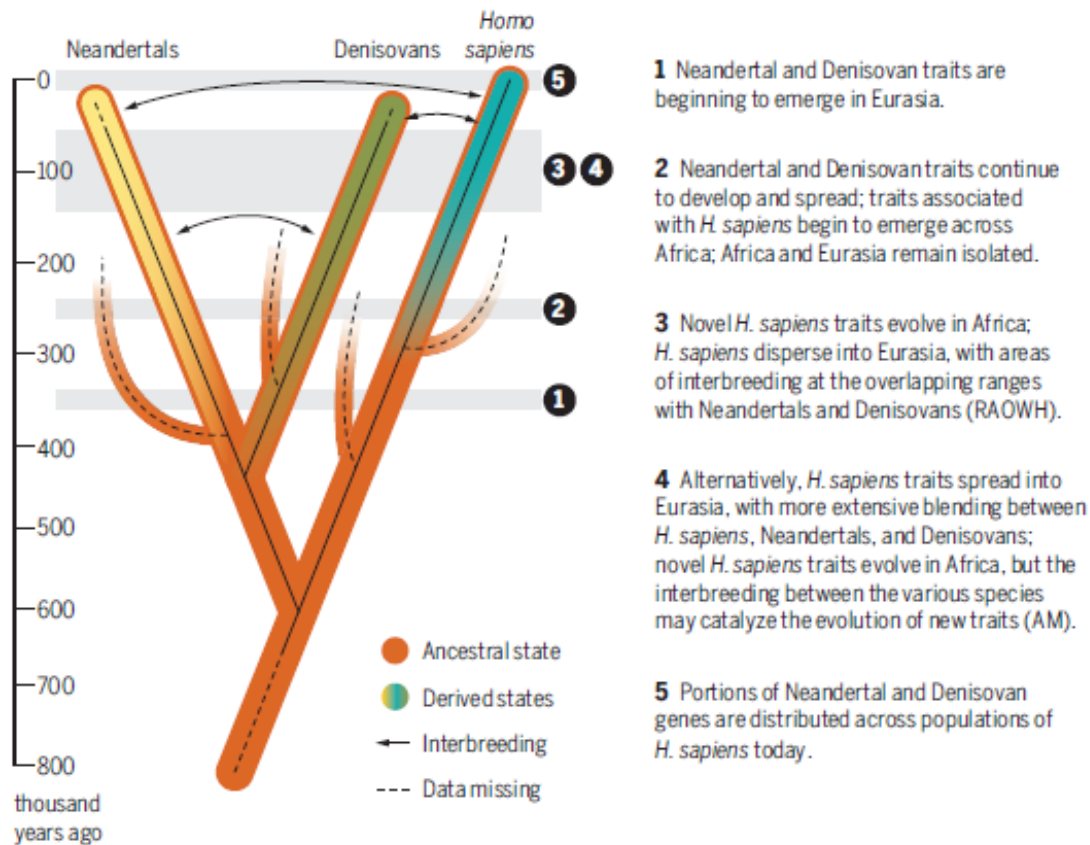 Homo
Neandertals Denisovans sapiens
0
5
100
3 4
200
2
300
1
400
500
600
700
800
thousand
years ago
Ancestral state
Derived states
Interbreeding
Data missing
1 Neandertal and Denisovan traits are
beginning to emerge in Eurasia.
2 Neandertal and Denisovan traits continue
to develop and spread; traits associated
with H. sapiens begin to emerge across
Africa; Africa and Eurasia remain isolated.
3 Novel H. sapiens traits evolve in Africa;
H. sapiens disperse into Eurasia, with areas
of interbreeding at the overlapping ranges
with Neandertals and Denisovans (RAOWH).
4 Alternatively, H. sapiens traits spread into
Eurasia, with more extensive blending between
H. sapiens, Neandertals, and Denisovans;
novel H. sapiens traits evolve in Africa, but the
interbreeding between the various species
may catalyze the evolution of new traits (AM).
5 Portions of Neandertal and Denisovan
genes are distributed across populations of
H. sapiens today.